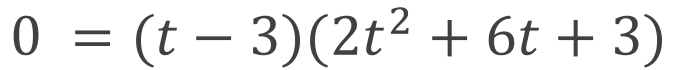 0 = (t − 3)(2t² + 6t + 3)